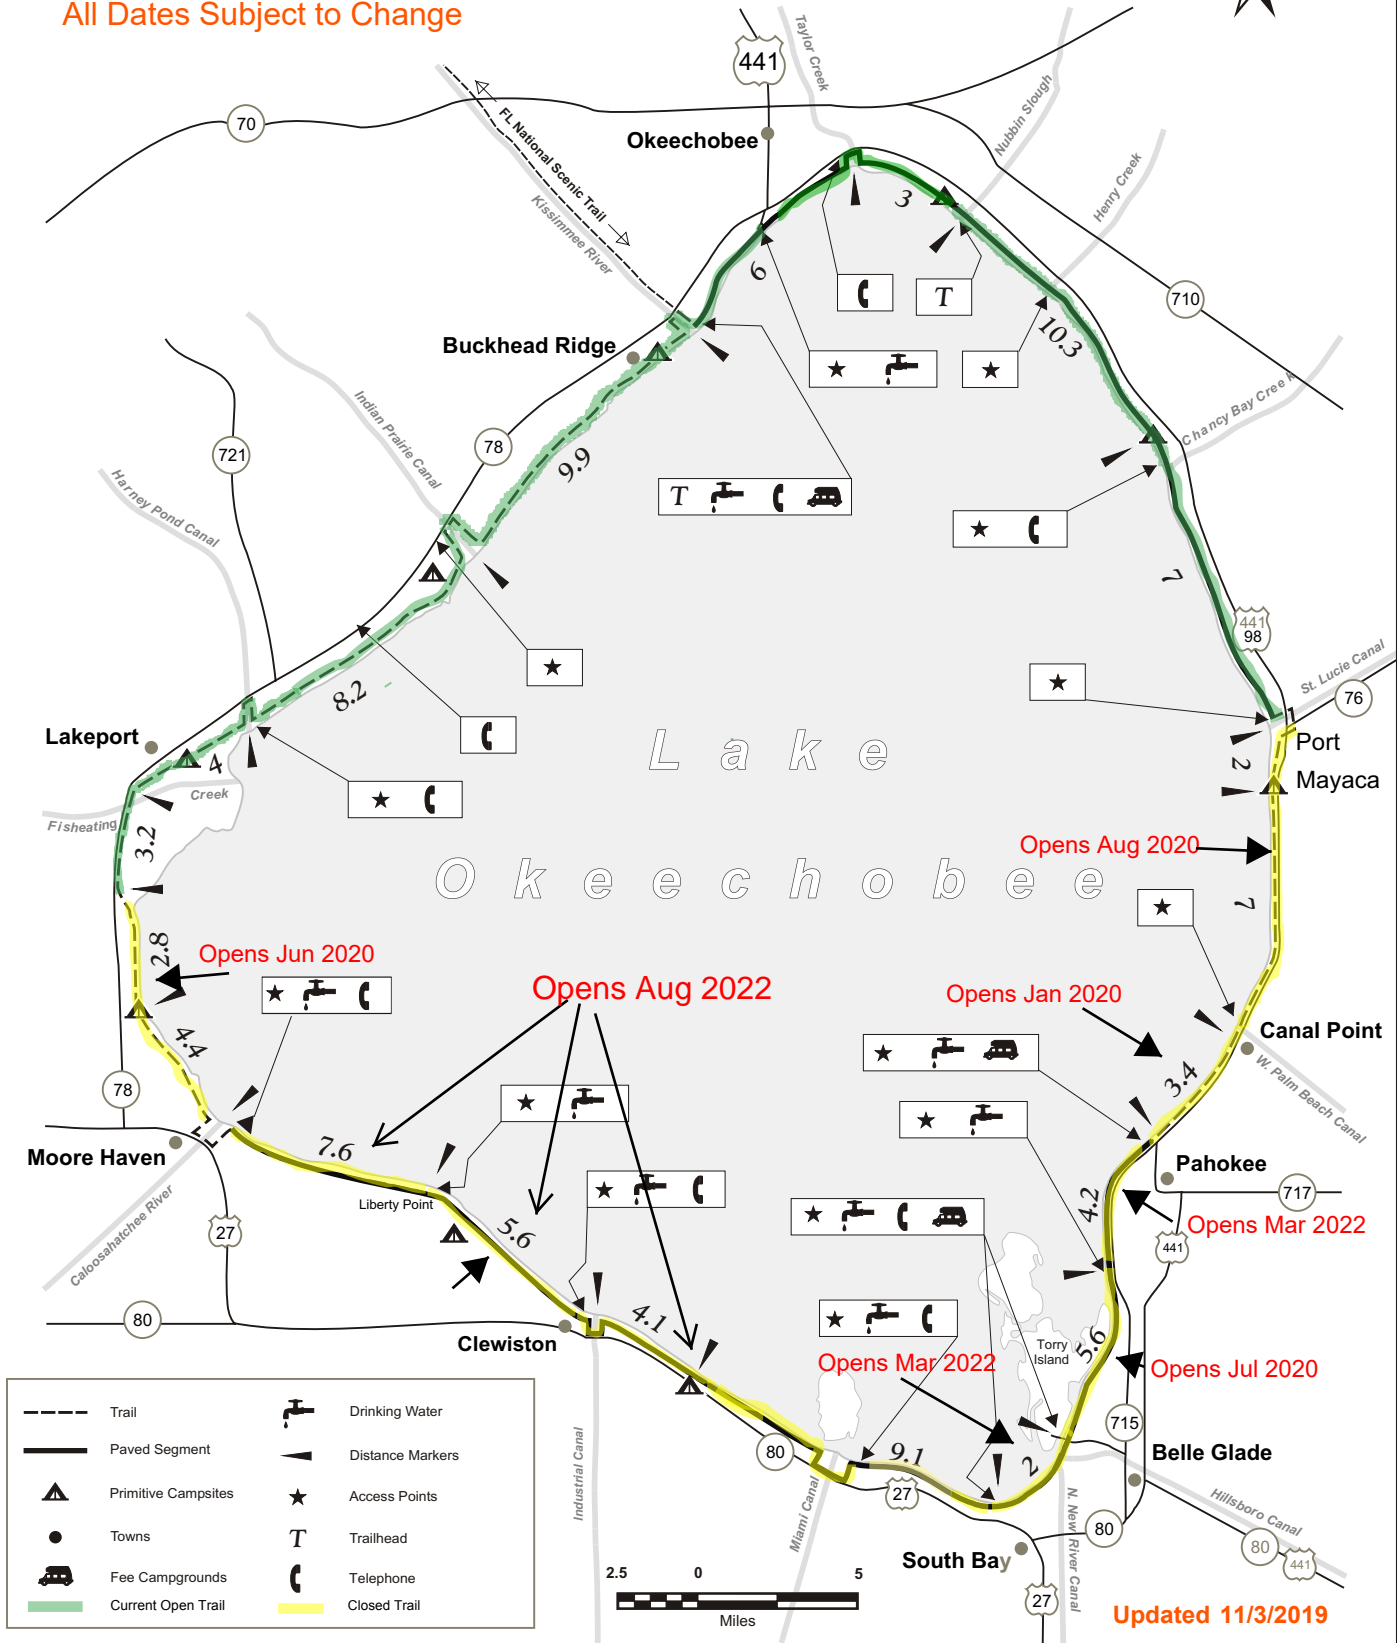 All Dates Subject to Change
441
Taylor Creek
70
FL National Scenic Trail
Okeechobee
Nubbin Slough
Kissimmee River
3
Henry Creek
6
T
710
Buckhead Ridge
10.3
Indian Prairie Canal
Chancy Bay Creek
78
721
9.9
Harney Pond Canal
T
7
441
98
St. Lucie Canal
76
8.2
Lakeport
Lake
Port
Mayaca
2
4
Creek
Fisheating
3.2
Opens Aug 2020
Okeechobee
7
2.8
Opens Jun 2020
Opens Aug 2022
Opens Jan 2020
Canal Point
4.4
W. Palm Beach Canal
78
3.4
7.6
Moore Haven
Pahokee
717
Liberty Point
4.2
Opens Mar 2022
Caloosahatchee River
27
5.6
441
80
4.1
Clewiston
Torry
Island
5.6
Opens Mar 2022
Opens Jul 2020
715
80
9.1
2
Belle Glade
27
Industrial Canal
Miami Canal
N. New River Canal
Hillsboro Canal
80
80
441
South Bay
27
Trail
Drinking Water
Paved Segment
Distance Markers
Primitive Campsites
Access Points
Towns
T
Trailhead
Fee Campgrounds
Telephone
Current Open Trail
Closed Trail
2.5
0
5
Miles
Updated 11/3/2019